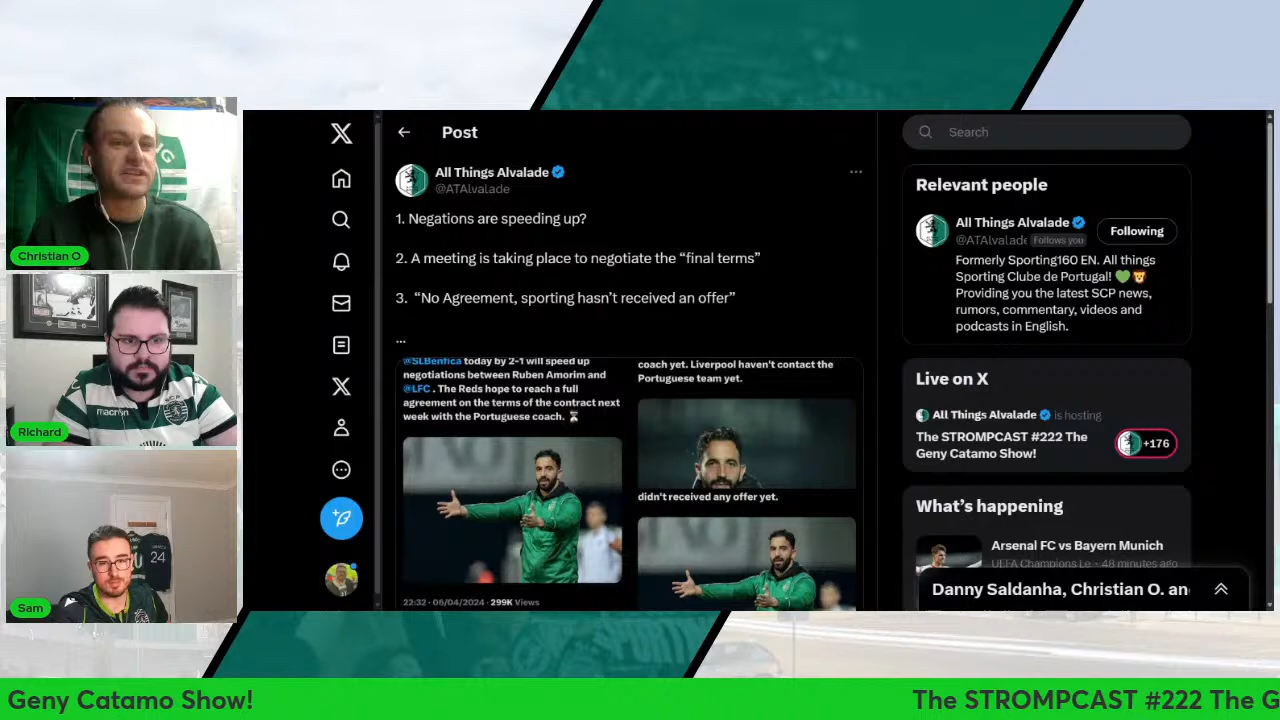 Post
Search
All Things Alvalade
@ATAlvalade
1. Negations are speeding up?
2. A meeting is taking place to negotiate the “final terms”
3. “No Agreement, sporting hasn’t received an offer”
...
@SLBenfica today by 2-1 will speed up
negotiations between Ruben Amorim and
@LFC . The Reds hope to reach a full
agreement on the terms of the contract next
week with the Portuguese coach. ⏳
22:32 · 06/04/2024 · 299K Views
coach yet. Liverpool haven't contact the
Portuguese team yet.
didn't received any offer yet.
Relevant people
All Things Alvalade
@ATAlvalade Follows you
Following
Formerly Sporting160 EN. All things
Sporting Clube de Portugal! 💚🦁
Providing you the latest SCP news,
rumors, commentary, videos and
podcasts in English.
Live on X
All Things Alvalade is hosting
The STROMPCAST #222 The
Geny Catamo Show!
+176
What’s happening
Arsenal FC vs Bayern Munich
UEFA Champions Le · 48 minutes ago
Danny Saldanha, Christian O. an
Christian O
macron
Richard
24
Sam
Geny Catamo Show!
The STROMPCAST #222 The G